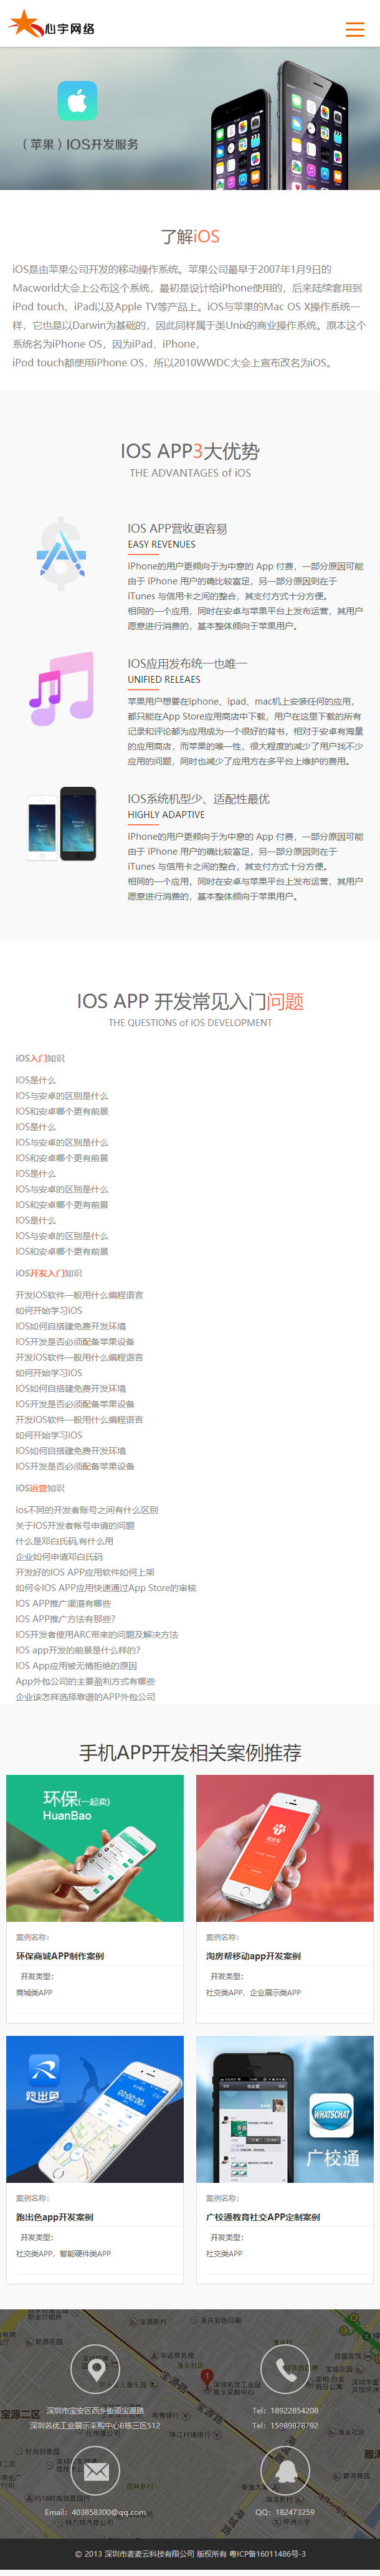 心宇网络
（苹果）IOS开发服务
了解iOS
iOS是由苹果公司开发的移动操作系统。苹果公司最早于2007年1月9日的
Macworld大会上公布这个系统，最初是设计给iPhone使用的，后来陆续套用到
iPod touch、iPad以及Apple TV等产品上。iOS与苹果的Mac OS X操作系统一
样，它也是以Darwin为基础的，因此同样属于类Unix的商业操作系统。原本这个
系统名为iPhone OS，因为iPad，iPhone，
iPod touch都使用iPhone OS，所以2010WWDC大会上宣布改名为iOS。
IOS APP3大优势
THE ADVANTAGES of iOS
IOS APP营收更容易
EASY REVENUES
iPhone的用户更倾向于为中意的 App 付费，一部分原因可能
由于 iPhone 用户的确比较富足，另一部分原因则在于
iTunes 与信用卡之间的整合，其支付方式十分方便。
相同的一个应用，同时在安卓与苹果平台上发布运营，其用户
愿意进行消费的，基本整体倾向于苹果用户。
IOS应用发布统一也唯一
UNIFIED RELEAES
苹果用户想要在iphone、ipad、mac机上安装任何的应用，
都只能在App Store应用商店中下载，用户在这里下载的所有
记录和评论都为应用成为一个很好的背书，相对于安卓有海量
的应用商店，而苹果的唯一性，很大程度的减少了用户找不少
应用的问题，同时也减少了应用方在多平台上维护的费用。
IOS系统机型少、适配性最优
HIGHLY ADAPTIVE
iPhone的用户更倾向于为中意的 App 付费，一部分原因可能
由于 iPhone 用户的确比较富足，另一部分原因则在于
iTunes 与信用卡之间的整合，其支付方式十分方便。
相同的一个应用，同时在安卓与苹果平台上发布运营，其用户
愿意进行消费的，基本整体倾向于苹果用户。
IOS APP 开发常见入门问题
THE QUESTIONS of iOS DEVELOPMENT
iOS入门知识
IOS是什么
IOS与安卓的区别是什么
IOS和安卓哪个更有前景
IOS是什么
IOS与安卓的区别是什么
IOS和安卓哪个更有前景
IOS是什么
IOS与安卓的区别是什么
IOS和安卓哪个更有前景
IOS是什么
IOS与安卓的区别是什么
IOS和安卓哪个更有前景
iOS开发入门知识
开发iOS软件一般用什么编程语言
如何开始学习iOS
IOS如何自搭建免费开发环境
IOS开发是否必须配备苹果设备
开发iOS软件一般用什么编程语言
如何开始学习iOS
IOS如何自搭建免费开发环境
IOS开发是否必须配备苹果设备
开发iOS软件一般用什么编程语言
如何开始学习iOS
IOS如何自搭建免费开发环境
IOS开发是否必须配备苹果设备
iOS运营知识
ios不同的开发者账号之间有什么区别
关于IOS开发者帐号申请的问题
什么是邓白氏码,有什么用
企业如何申请邓白氏码
开发好的IOS APP应用软件如何上架
如何令IOS APP应用快速通过App Store的审核
IOS APP推广渠道有哪些
IOS APP推广方法有那些？
IOS开发者使用ARC带来的问题及解决方法
IOS app开发的前景是什么样的？
IOS App应用被无情拒绝的原因
App外包公司的主要盈利方式有哪些
企业该怎样选择靠谱的APP外包公司
手机APP开发相关案例推荐
环保(一起卖)
HuanBao
案例名称：
环保商城APP制作案例
开发类型：
商城类APP
淘房帮
案例名称：
淘房帮移动app开发案例
开发类型：
社交类APP，企业展示类APP
跑出色
案例名称：
跑出色app开发案例
开发类型：
社交类APP，智能硬件类APP
WHATSCHAT
广校通
案例名称：
广校通教育社交APP定制案例
开发类型：
社交类APP
深圳市宝安区西乡街道宝源路
深圳名优工业展示采购中心B栋三区512
Tel：18922854208
Tel：15989878792
Email：403858300@qq.com
QQ：182473259
© 2013 深圳市麦麦云科技有限公司 版权所有 粤ICP备16011486号-3